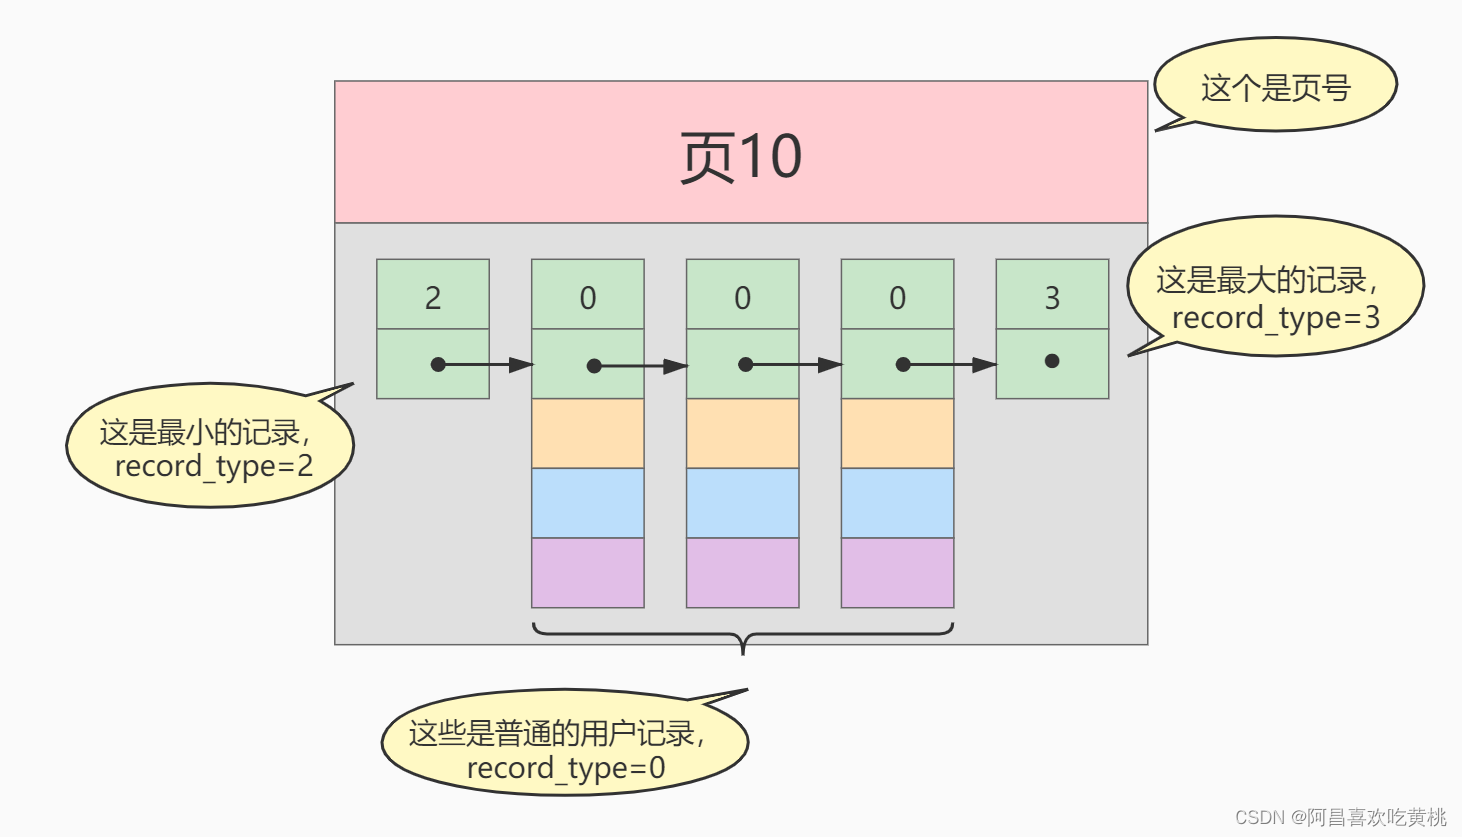 这个是页号
页10
2
0
0
0
3
这是最大的记录，
record_type=3
这是最小的记录，
record_type=2
这些是普通的用户记录，
record_type=0
CSDN @阿昌喜欢吃黄桃